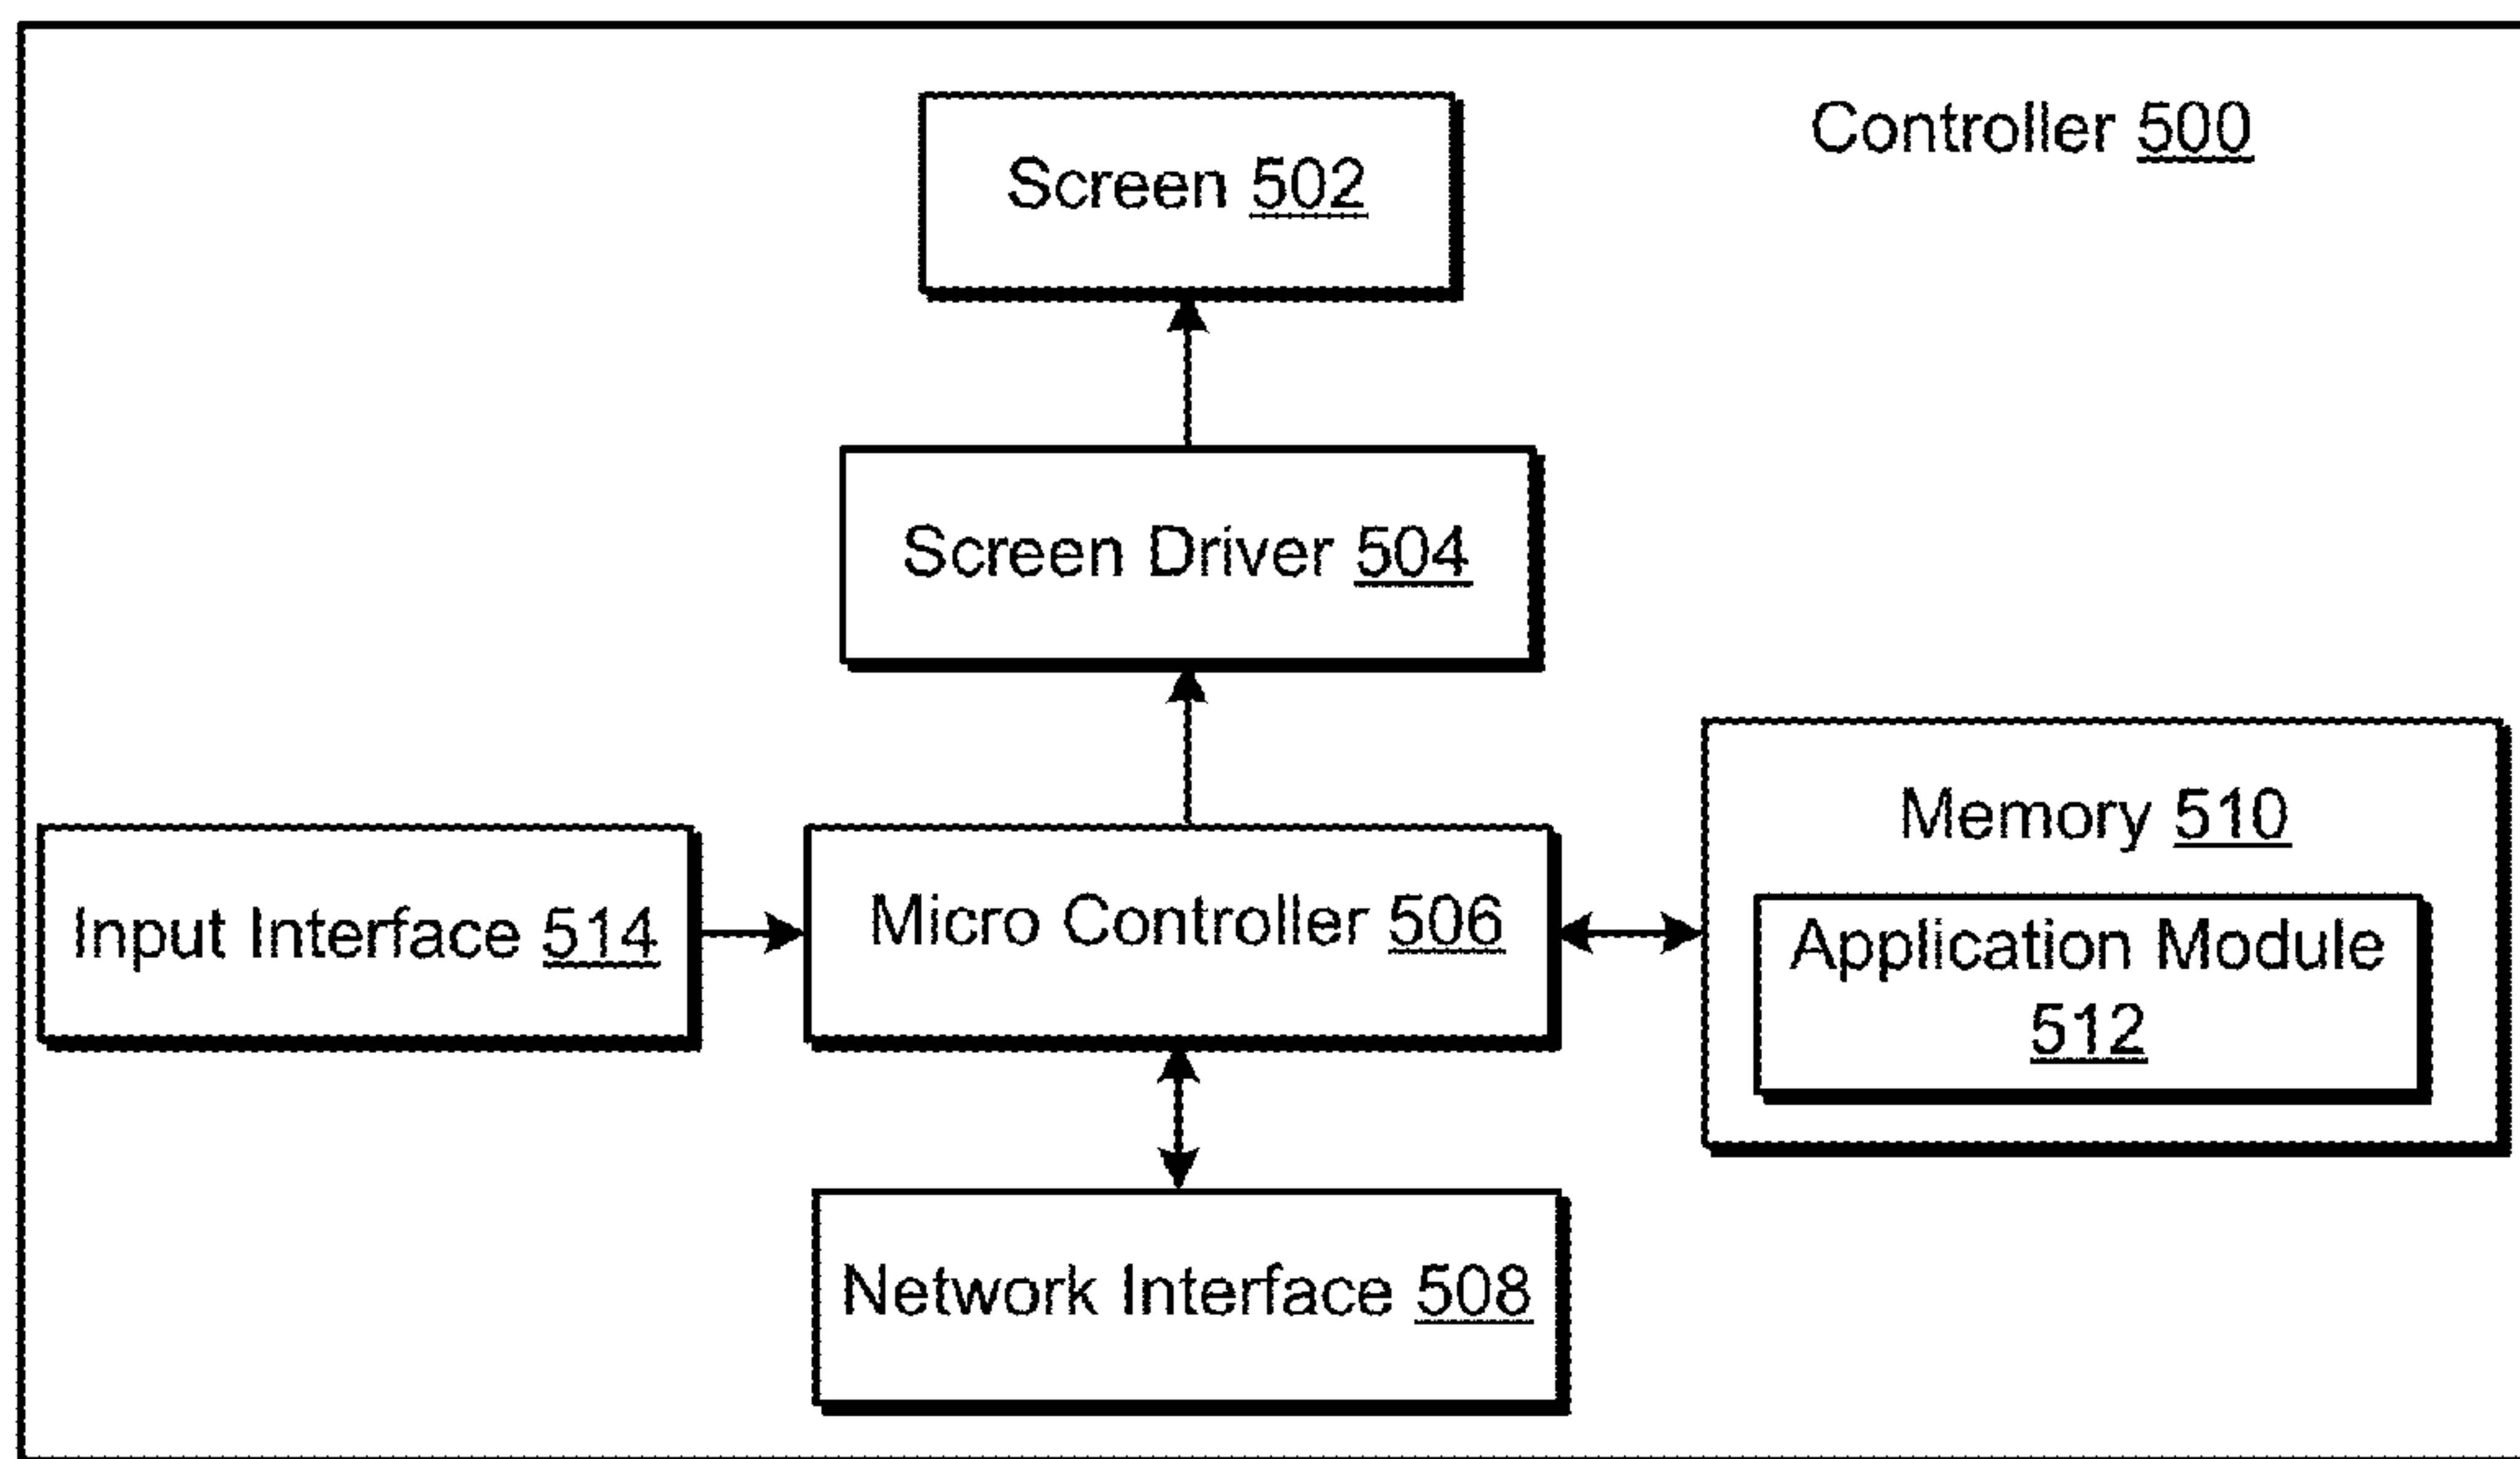 Controller 500
Screen 502
Screen Driver 504
Memory 510
Input Interface 514
Micro Controller 506
Application Module
512
Network Interface 508